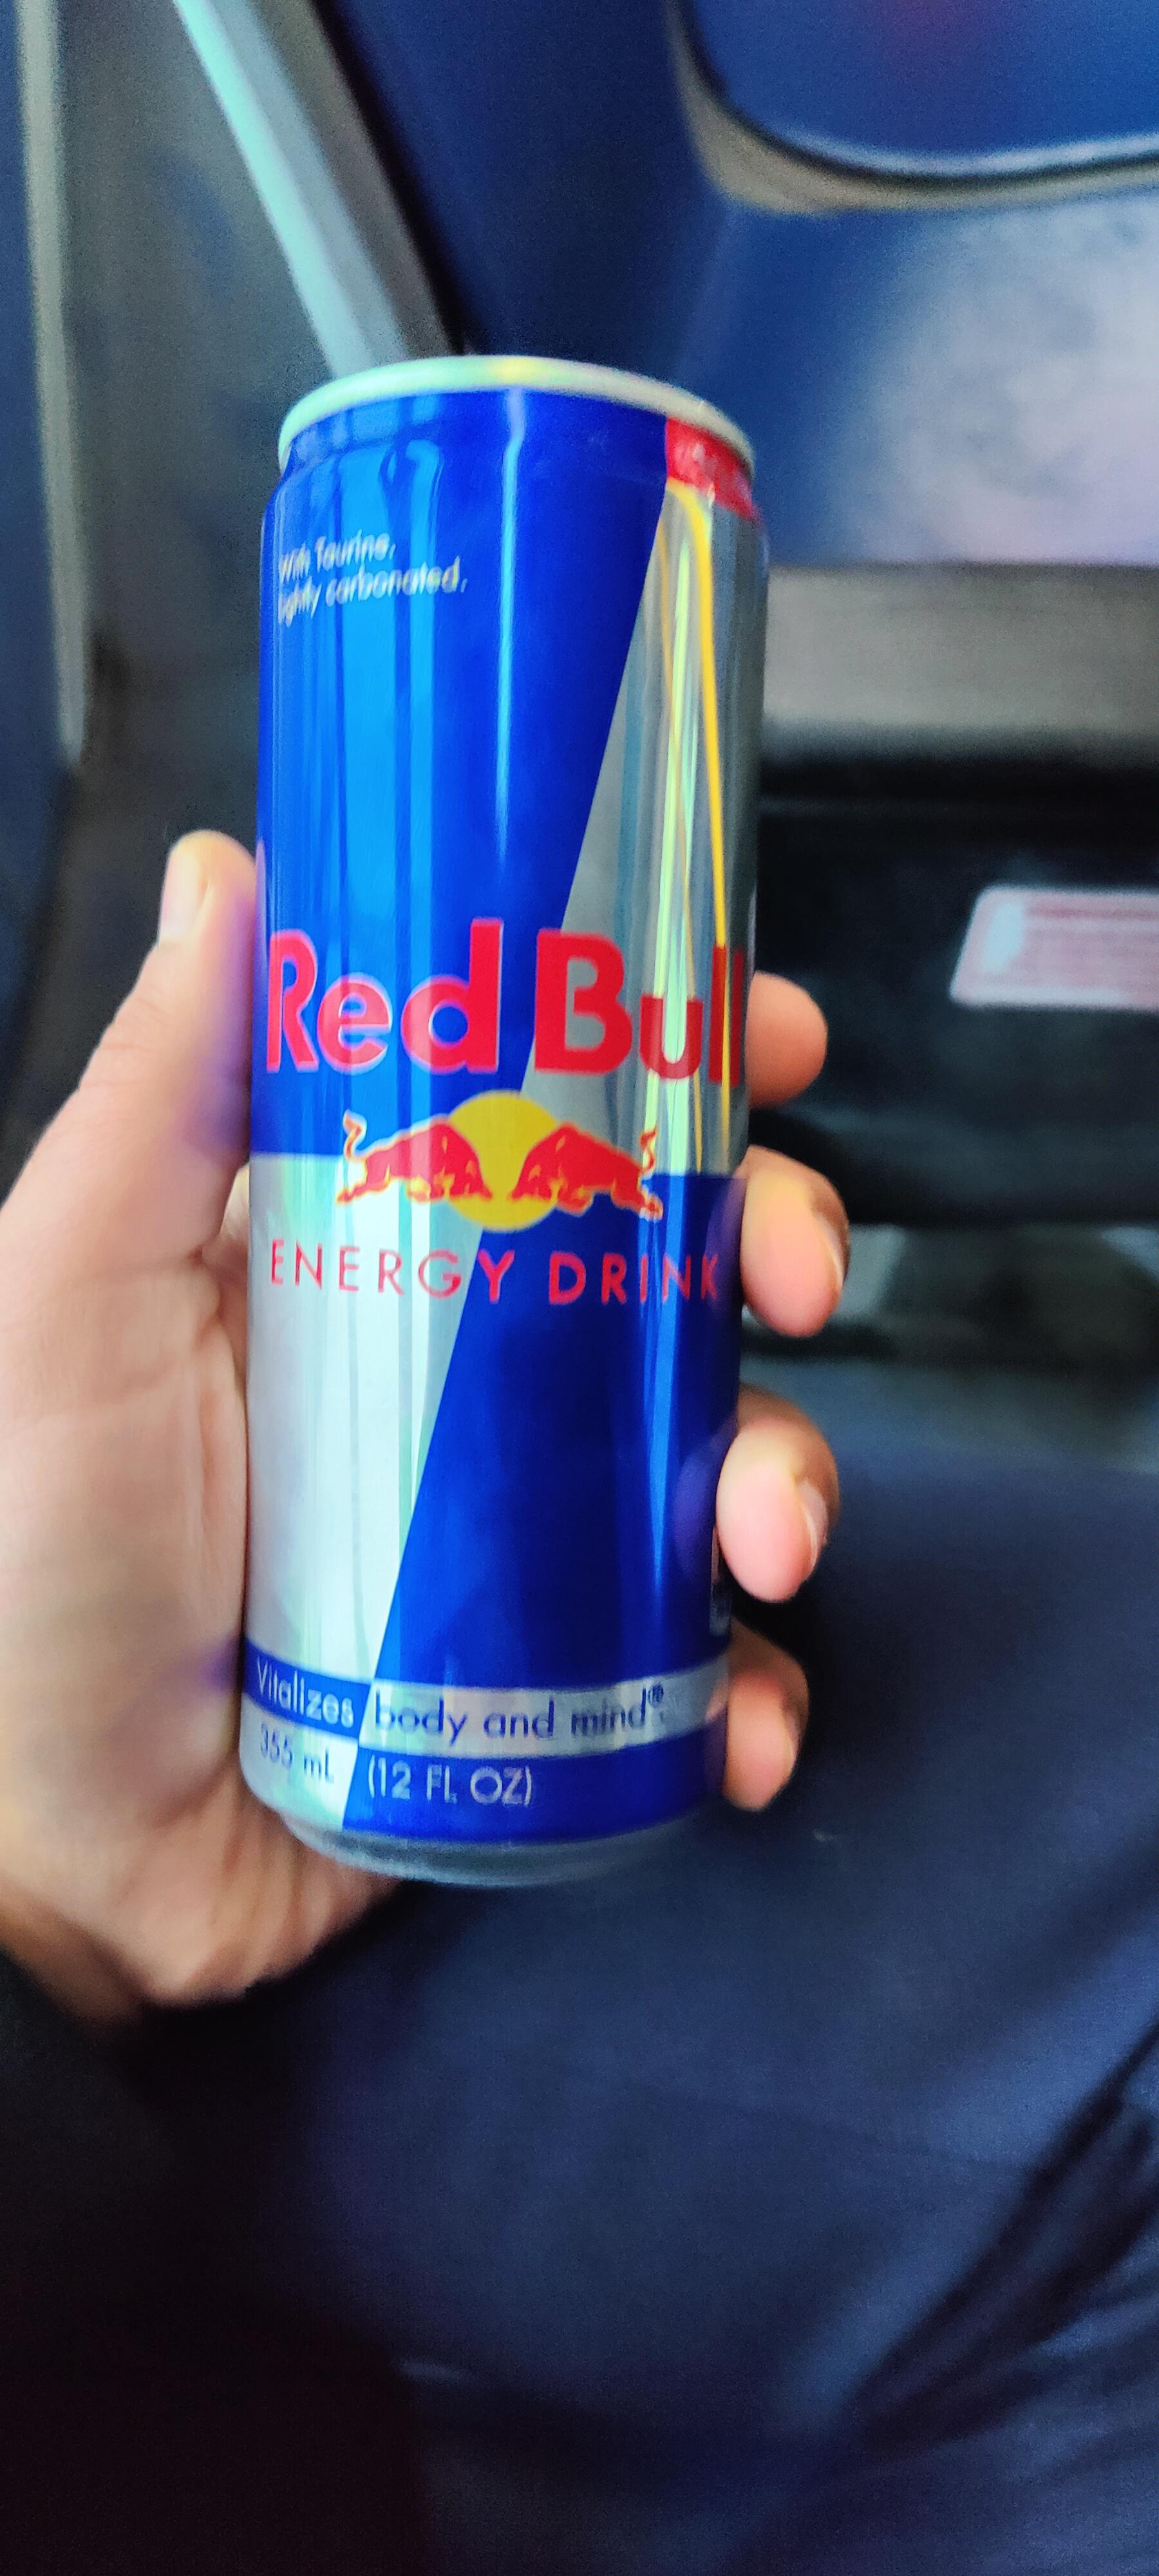 With Taurine.
Lightly carbonated.
Red Bull
ENERGY DRINK
Vitalizes body and mind®.
355 mL (12 FL OZ)